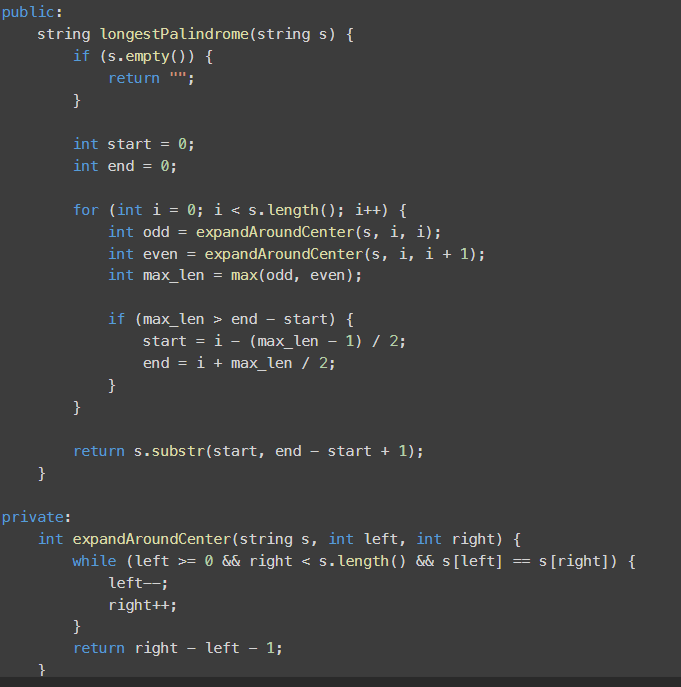 public:
    string longestPalindrome(string s) {
        if (s.empty()) {
            return "";
        }

        int start = 0;
        int end = 0;

        for (int i = 0; i < s.length(); i++) {
            int odd = expandAroundCenter(s, i, i);
            int even = expandAroundCenter(s, i, i + 1);
            int max_len = max(odd, even);

            if (max_len > end - start) {
                start = i - (max_len - 1) / 2;
                end = i + max_len / 2;
            }
        }

        return s.substr(start, end - start + 1);
    }

private:
    int expandAroundCenter(string s, int left, int right) {
        while (left >= 0 && right < s.length() && s[left] == s[right]) {
            left--;
            right++;
        }
        return right - left - 1;
    }